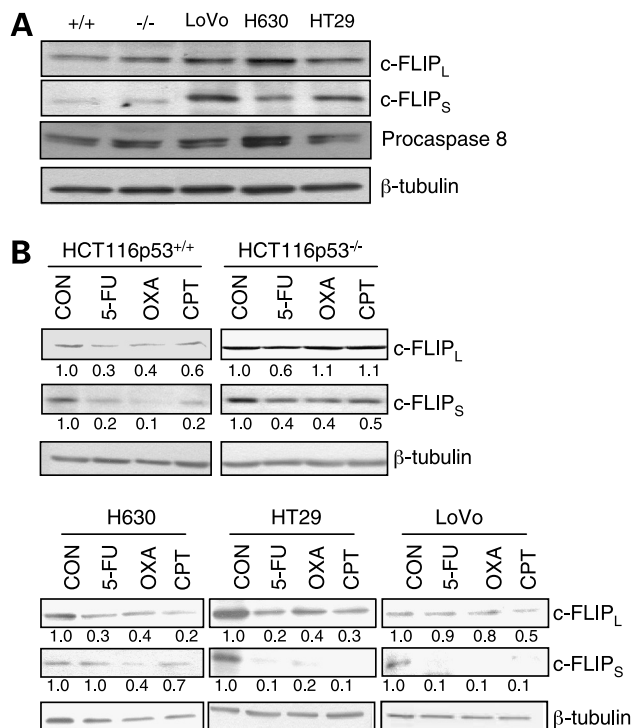 A
+/+ -/- LoVo H630 HT29
c-FLIPL
c-FLIPS
Procaspase 8
β-tubulin
B
HCT116p53+/+ HCT116p53-/-
CON 5-FU OXA CPT CON 5-FU OXA CPT
c-FLIPL
1.0 0.3 0.4 0.6 1.0 0.6 1.1 1.1
c-FLIPS
1.0 0.2 0.1 0.2 1.0 0.4 0.4 0.5
β-tubulin
H630 HT29 LoVo
CON 5-FU OXA CPT CON 5-FU OXA CPT CON 5-FU OXA CPT
c-FLIPL
1.0 0.3 0.4 0.2 1.0 0.2 0.4 0.3 1.0 0.9 0.8 0.5
c-FLIPS
1.0 1.0 0.4 0.7 1.0 0.1 0.2 0.1 1.0 0.1 0.1 0.1
β-tubulin